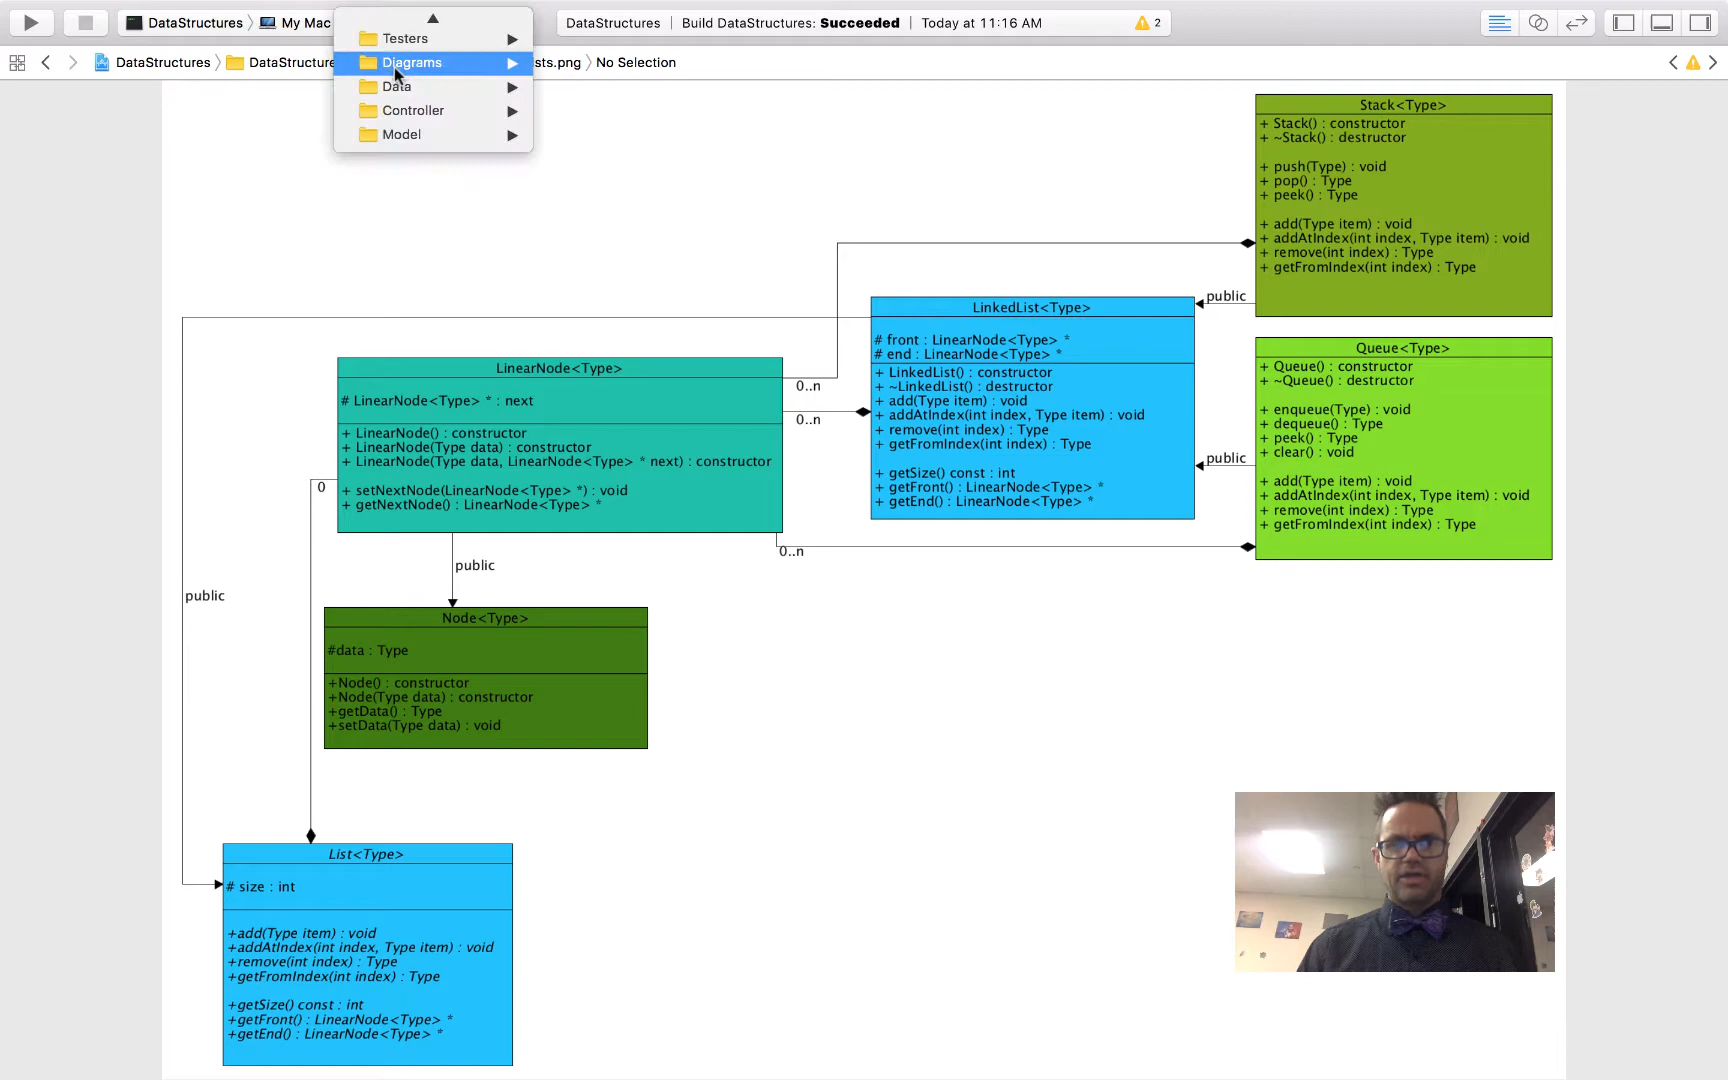 DataStructures
My Mac
DataStructures
Build DataStructures: Succeeded
Today at 11:16 AM
2
DataStructures
DataStructure
sts.png
No Selection
Testers
Diagrams
Data
Controller
Model
Stack<Type>
+ Stack() : constructor
+ ~Stack() : destructor
+ push(Type) : void
+ pop() : Type
+ peek() : Type
+ add(Type item) : void
+ addAtIndex(int index, Type item) : void
+ remove(int index) : Type
+ getFromIndex(int index) : Type
public
LinkedList<Type>
# front : LinearNode<Type> *
# end : LinearNode<Type> *
+ LinkedList() : constructor
+ ~LinkedList() : destructor
+ add(Type item) : void
+ addAtIndex(int index, Type item) : void
+ remove(int index) : Type
+ getFromIndex(int index) : Type
+ getSize() const : int
+ getFront() : LinearNode<Type> *
+ getEnd() : LinearNode<Type> *
Queue<Type>
+ Queue() : constructor
+ ~Queue() : destructor
+ enqueue(Type) : void
+ dequeue() : Type
+ peek() : Type
+ clear() : void
+ add(Type item) : void
+ addAtIndex(int index, Type item) : void
+ remove(int index) : Type
+ getFromIndex(int index) : Type
public
LinearNode<Type>
# LinearNode<Type> * : next
+ LinearNode() : constructor
+ LinearNode(Type data) : constructor
+ LinearNode(Type data, LinearNode<Type> * next) : constructor
+ setNextNode(LinearNode<Type> *) : void
+ getNextNode() : LinearNode<Type> *
0..n
0..n
0..n
0
public
public
Node<Type>
#data : Type
+Node() : constructor
+Node(Type data) : constructor
+getData() : Type
+setData(Type data) : void
List<Type>
# size : int
+add(Type item) : void
+addAtIndex(int index, Type item) : void
+remove(int index) : Type
+getFromIndex(int index) : Type
+getSize() const : int
+getFront() : LinearNode<Type> *
+getEnd() : LinearNode<Type> *